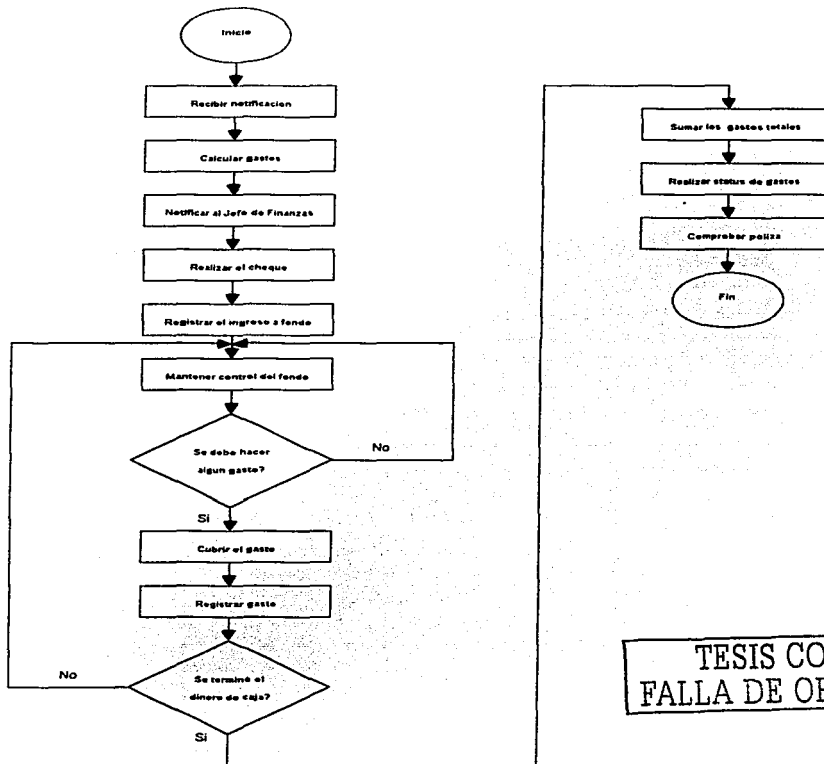 Inicio
Recibir notificacion
Calcular gastos
Notificar al Jefe de Finanzas
Realizar el cheque
Registrar el ingreso a fondo
Mantener control del fondo
Se debe hacer
algun gasto?
No
Si
Cubrir el gasto
Registrar gasto
Se terminó el
dinero de caja?
No
Si
Sumar los gastos totales
Realizar status de gastos
Comprobar poliza
Fin
TESIS CO
FALLA DE